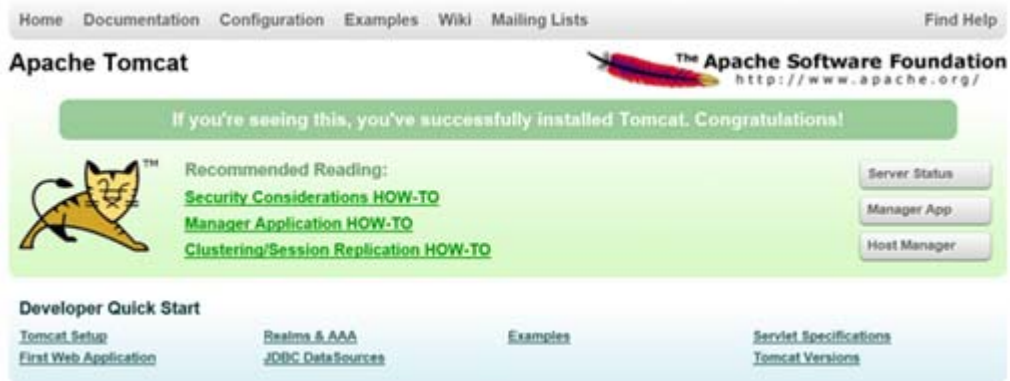 Home Documentation Configuration Examples Wiki Mailing Lists Find Help
Apache Tomcat
The Apache Software Foundation
http://www.apache.org/
If you're seeing this, you've successfully installed Tomcat. Congratulations!
TM
Recommended Reading:
Security Considerations HOW-TO
Manager Application HOW-TO
Clustering/Session Replication HOW-TO
Server Status
Manager App
Host Manager
Developer Quick Start
Tomcat Setup
First Web Application
Realms & AAA
JDBC DataSources
Examples
Servlet Specifications
Tomcat Versions